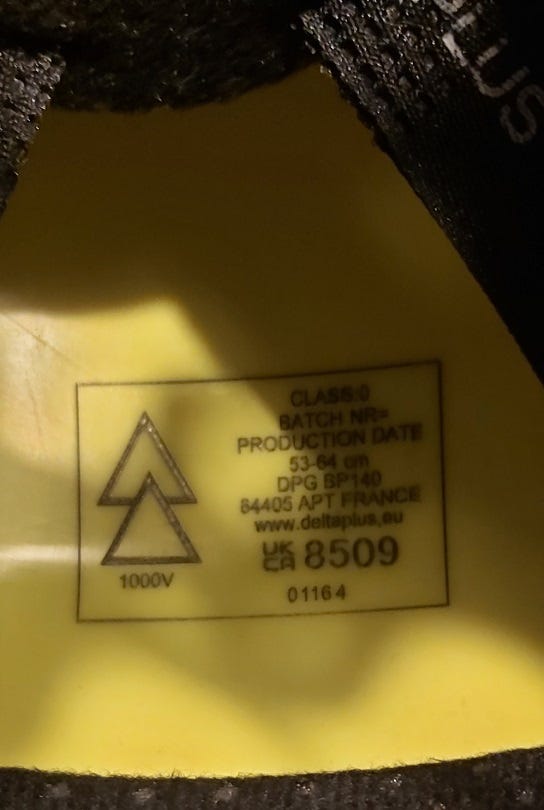 LUS
CLASS:0
BATCH NR=
PRODUCTION DATE
53-64 cm
DPG BP140
84405 APT FRANCE
www.deltaplus.eu
UK
CA 8509
01164
1000V